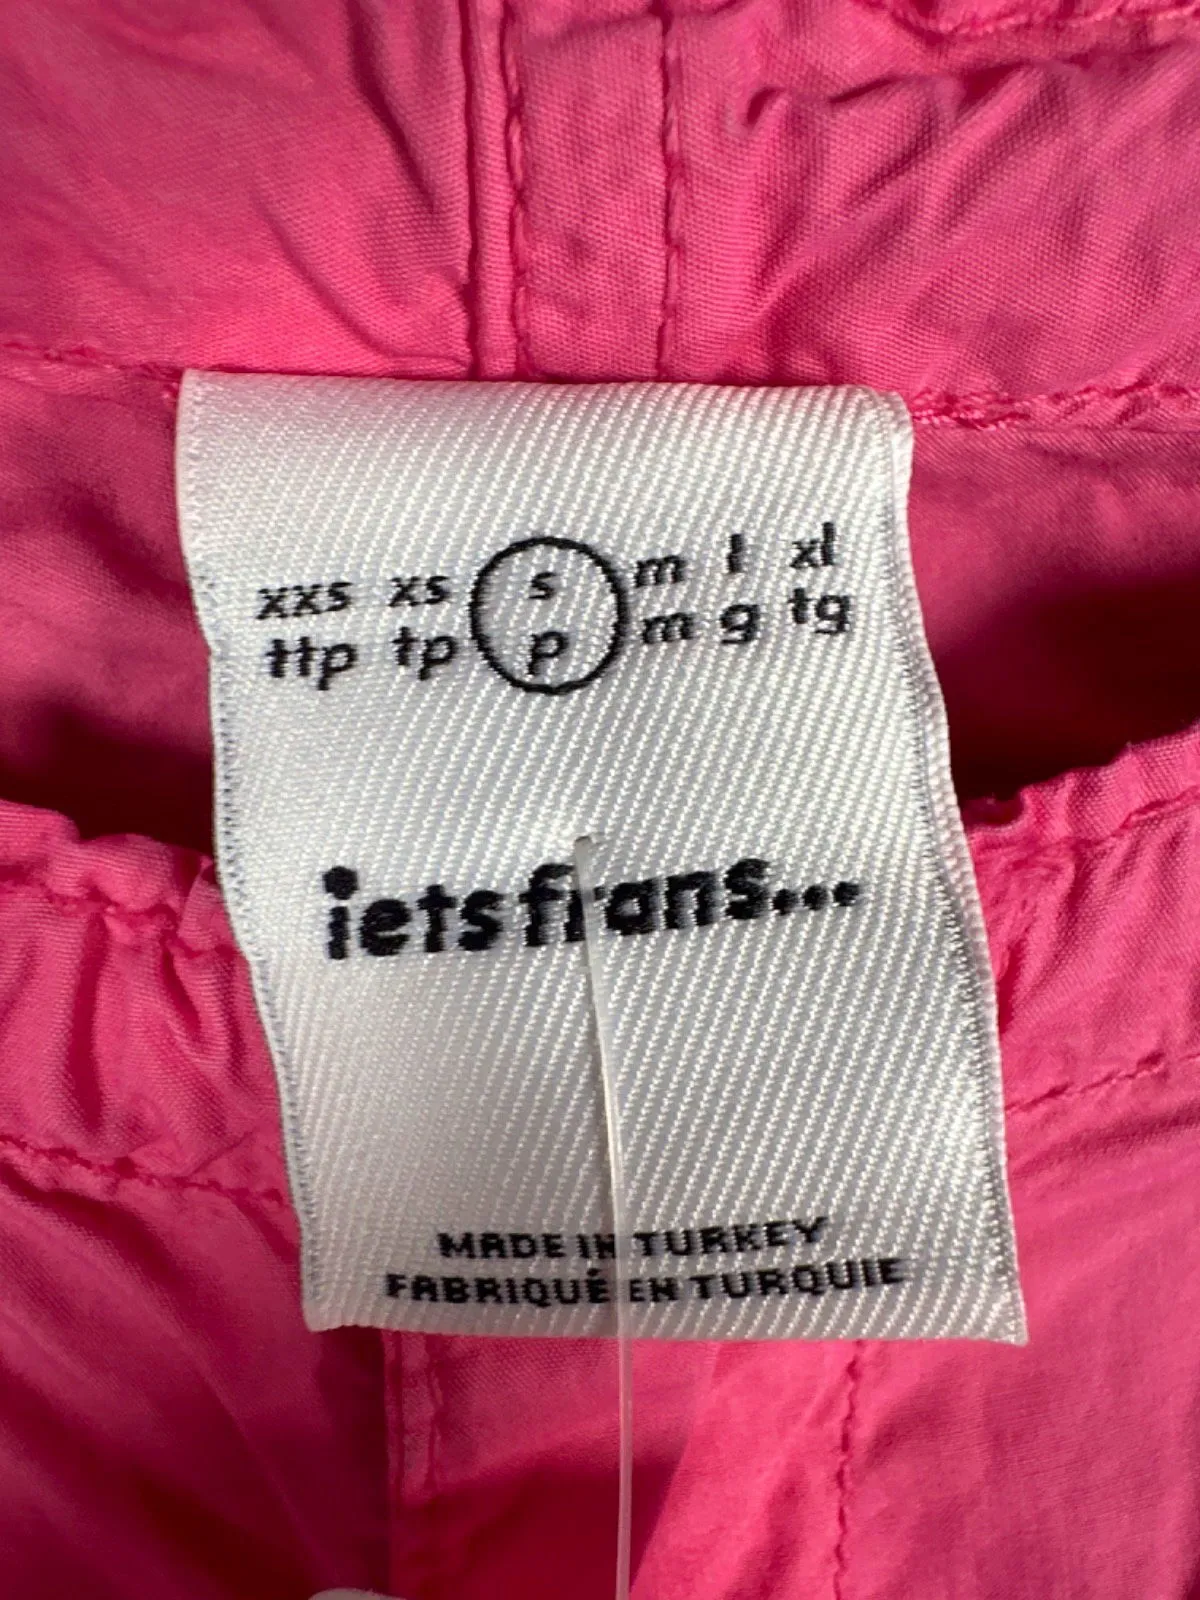 xxs xs s m l xl
ttp tp p m g tg
iets frans...
MADE IN TURKEY
FABRIQUÉ EN TURQUIE